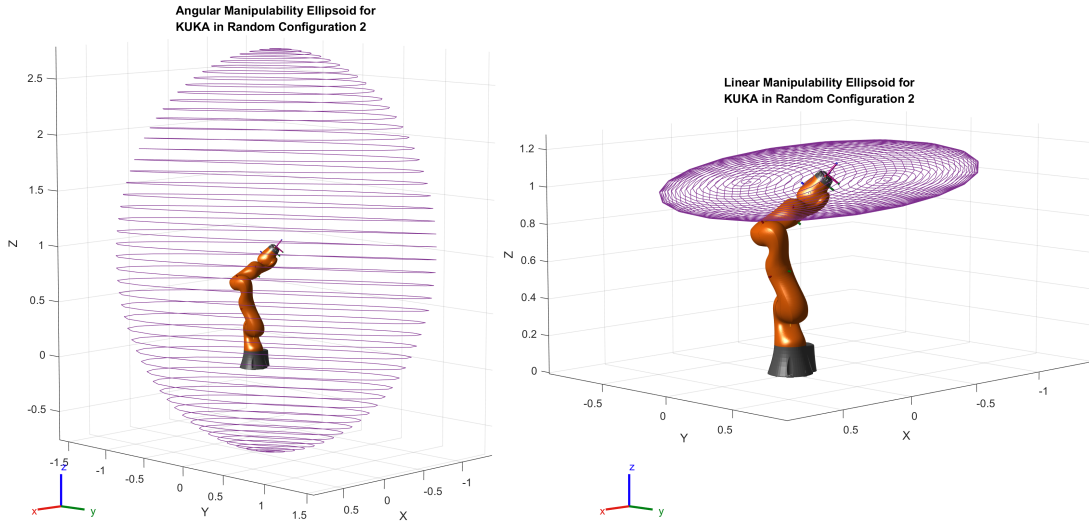 Angular Manipulability Ellipsoid for
KUKA in Random Configuration 2
2.5
2
1.5
1
0.5
0
-0.5
Z
-1.5
-1
-0.5
0
0.5
1
1.5
Y
0.5
0
-0.5
-1
X
z
x
y
Linear Manipulability Ellipsoid for
KUKA in Random Configuration 2
1.2
1
0.8
0.6
0.4
0.2
0
Z
-0.5
0
0.5
Y
0.5
0
-0.5
-1
X
z
x
y